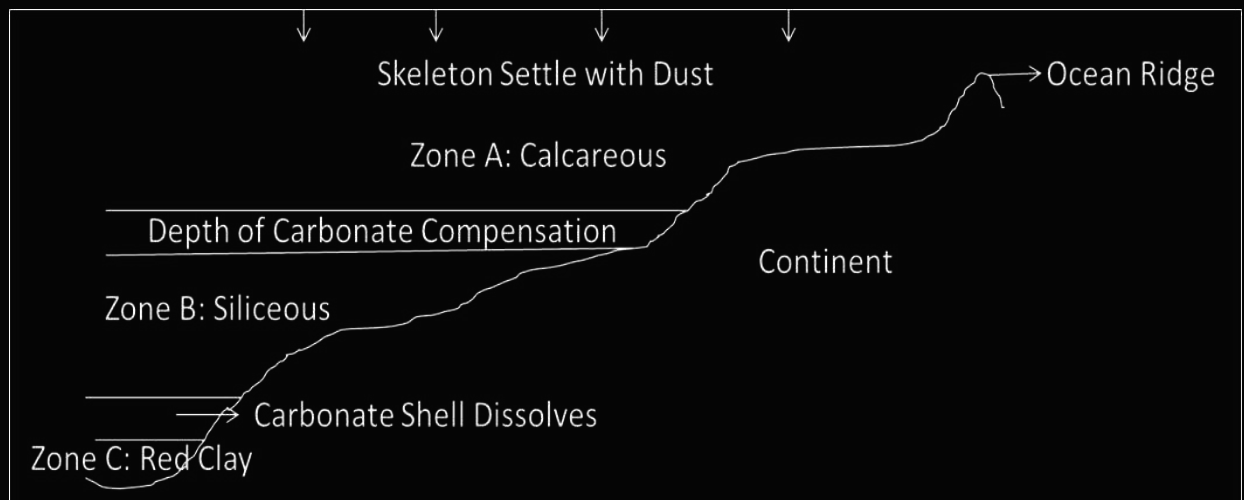 Skeleton Settle with Dust
Ocean Ridge
Zone A: Calcareous
Depth of Carbonate Compensation
Continent
Zone B: Siliceous
Carbonate Shell Dissolves
Zone C: Red Clay